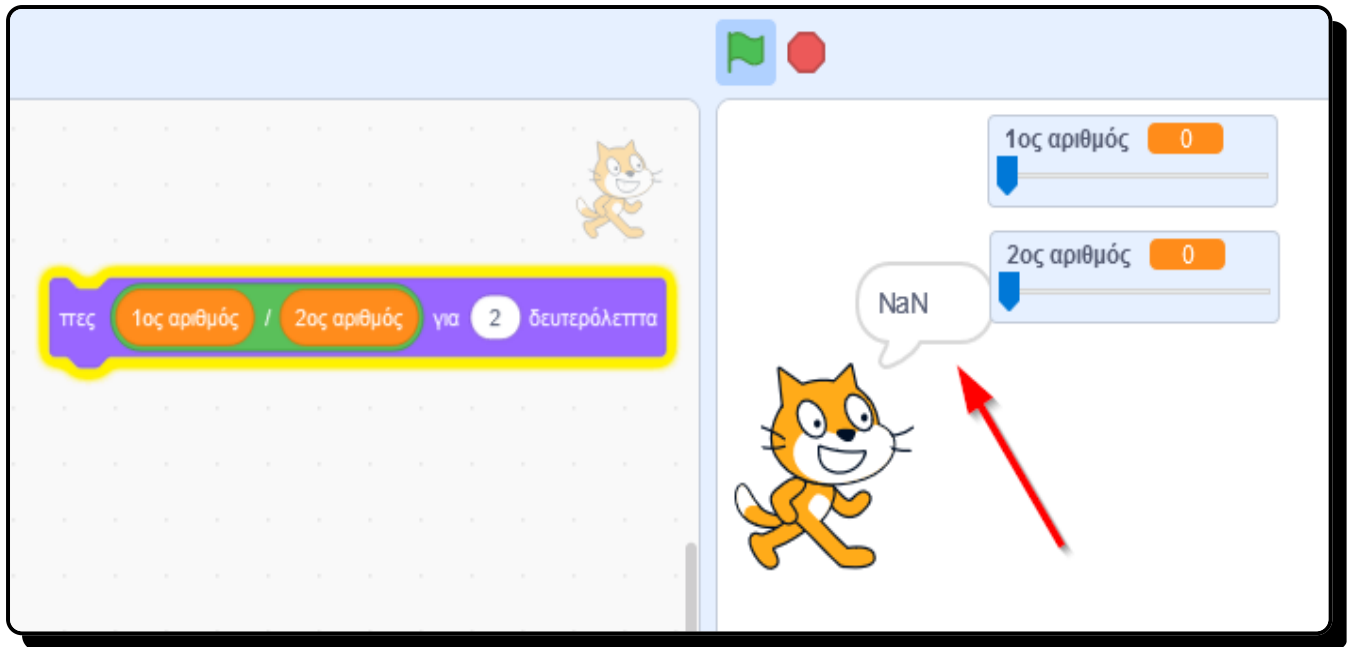 πες 1ος αριθμός / 2ος αριθμός για 2 δευτερόλεπτα
1ος αριθμός 0
2ος αριθμός 0
NaN